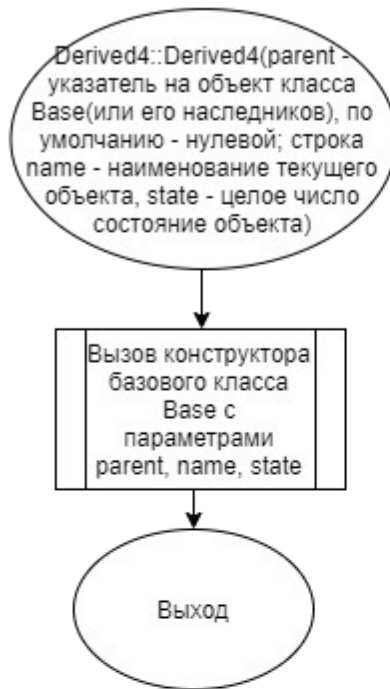 Derived4::Derived4(parent -
указатель на объект класса
Base(или его наследников), по
умолчанию - нулевой; строка
name - наименование текущего
объекта, state - целое число
состояние объекта)
Вызов конструктора
базового класса
Base с
параметрами
parent, name, state
Выход